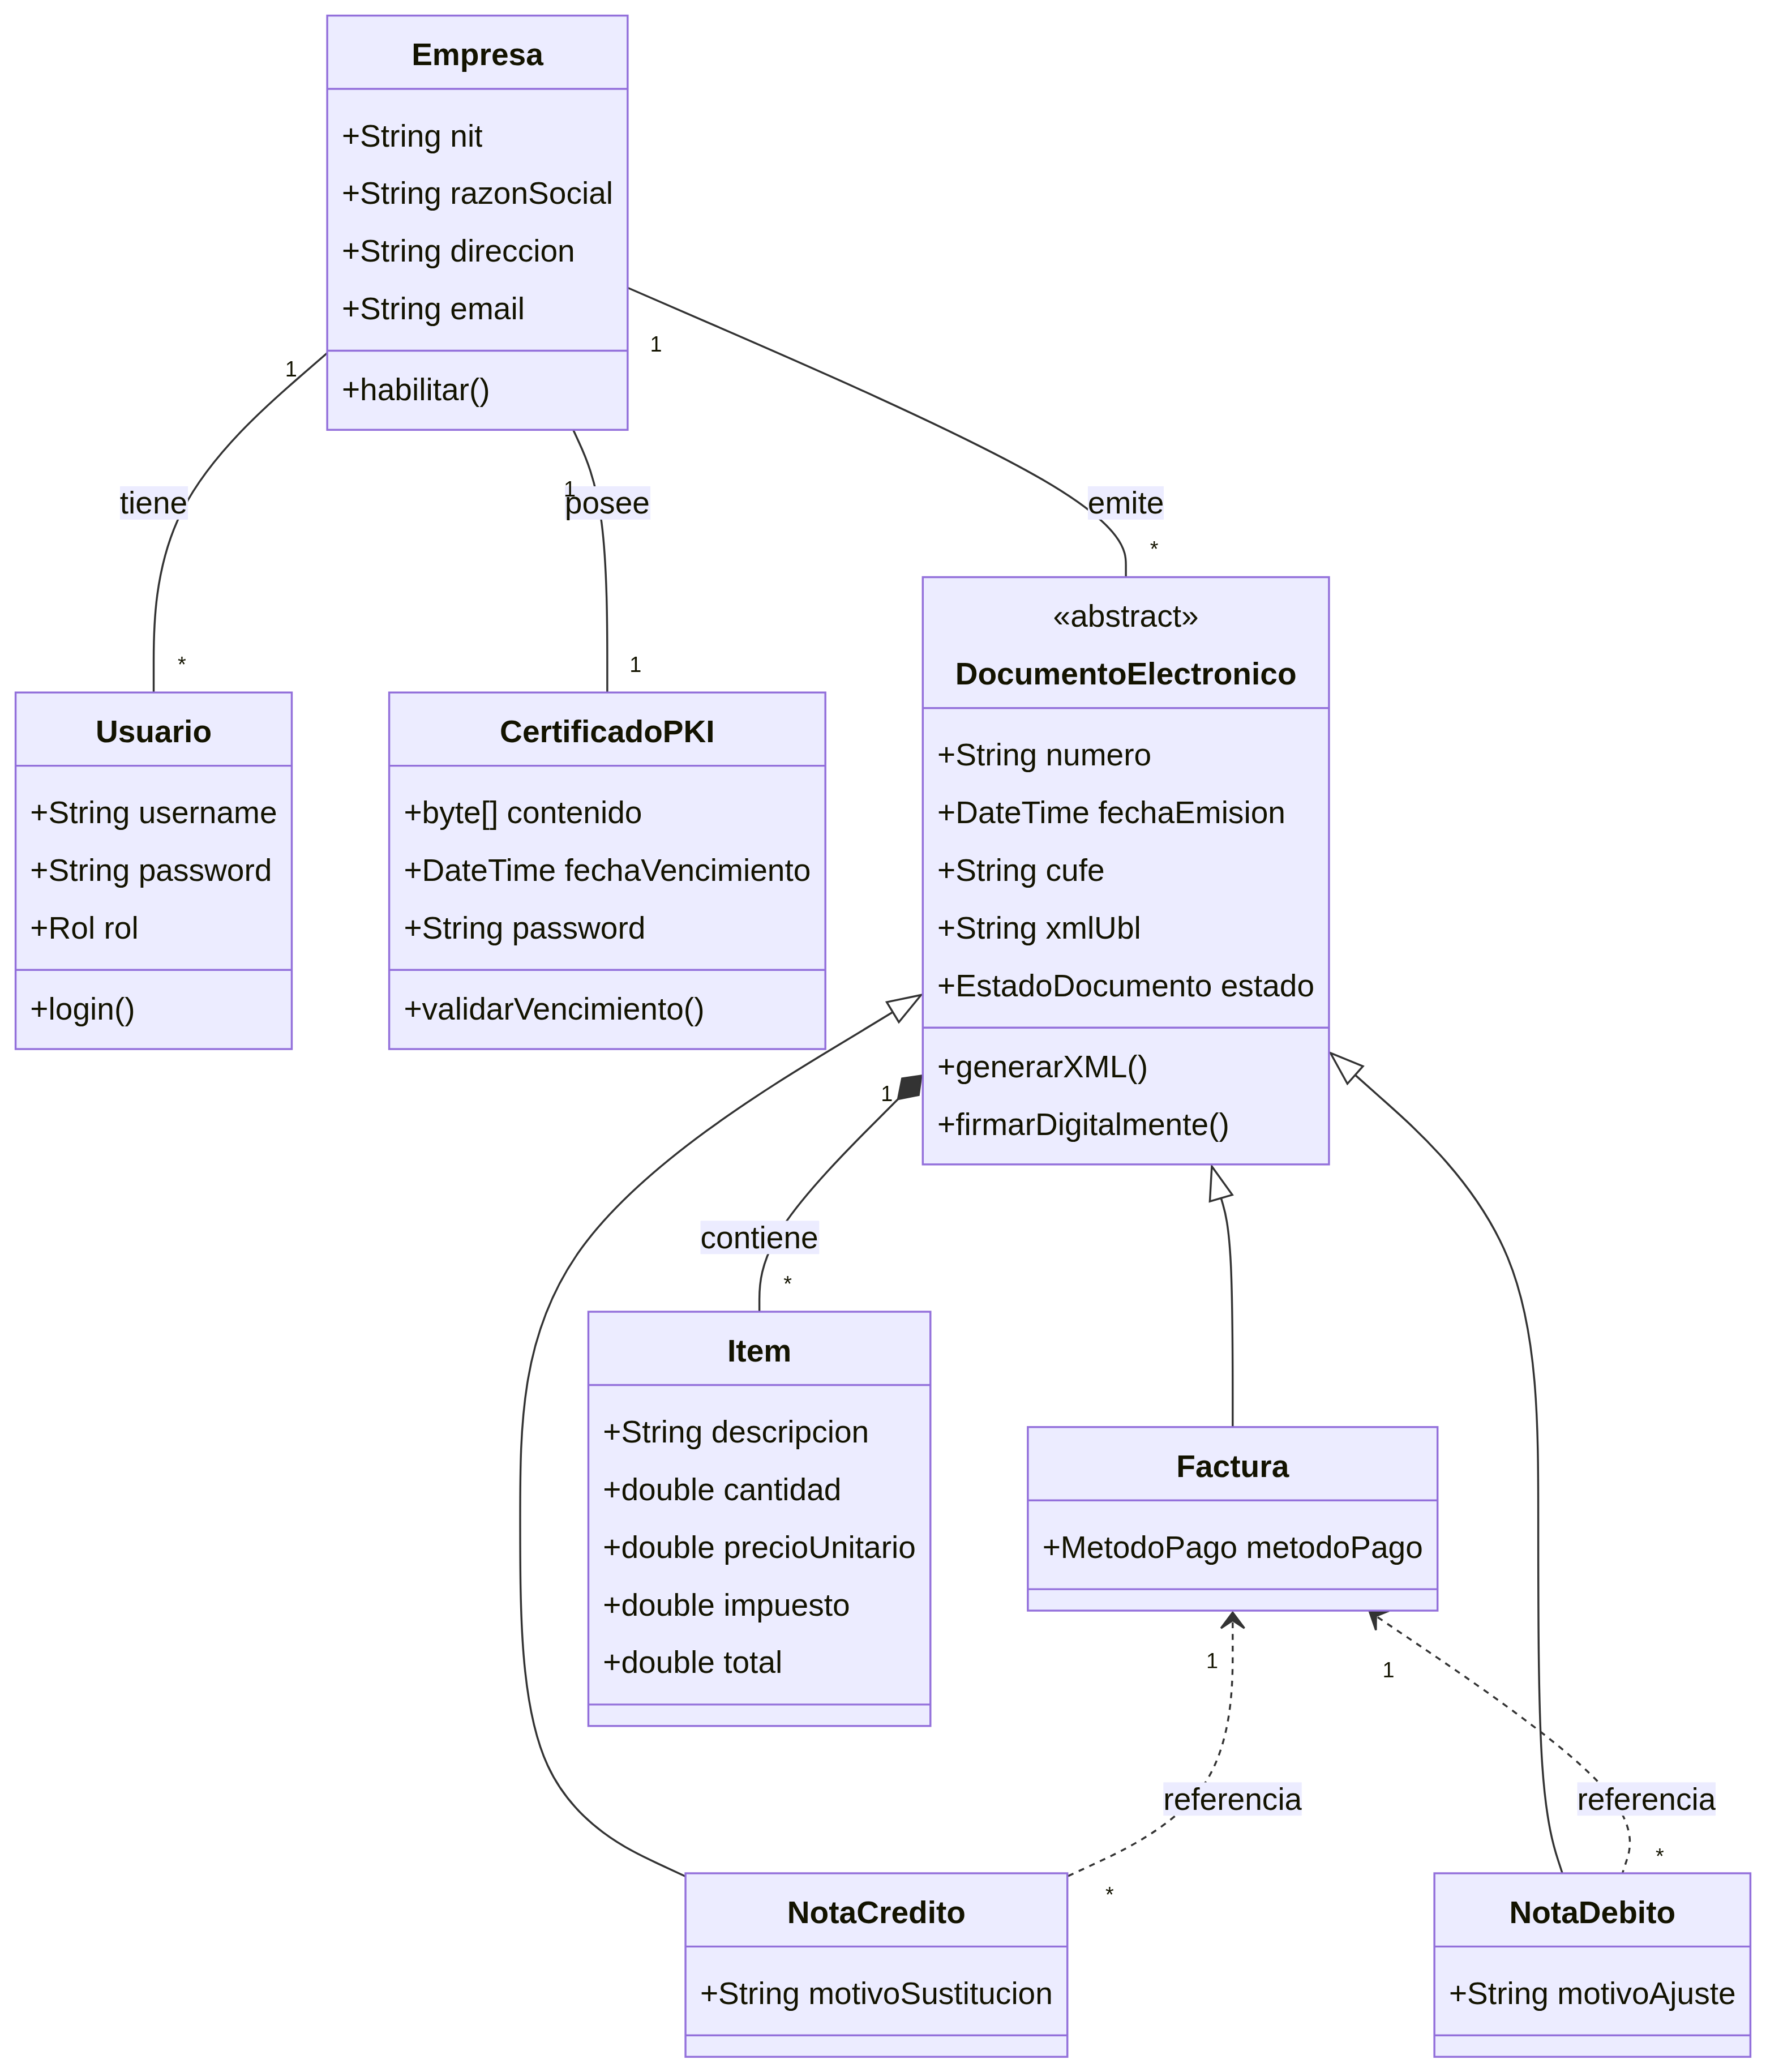 Empresa
+String nit
+String razonSocial
+String direccion
+String email
+habilitar()
1
1
1
tiene
posee
emite
*
1
*
Usuario
+String username
+String password
+Rol rol
+login()
CertificadoPKI
+byte[] contenido
+DateTime fechaVencimiento
+String password
+validarVencimiento()
«abstract»
DocumentoElectronico
+String numero
+DateTime fechaEmision
+String cufe
+String xmlUbl
+EstadoDocumento estado
+generarXML()
+firmarDigitalmente()
1
contiene
*
Item
+String descripcion
+double cantidad
+double precioUnitario
+double impuesto
+double total
Factura
+MetodoPago metodoPago
1
1
referencia
referencia
*
*
NotaCredito
+String motivoSustitucion
NotaDebito
+String motivoAjuste